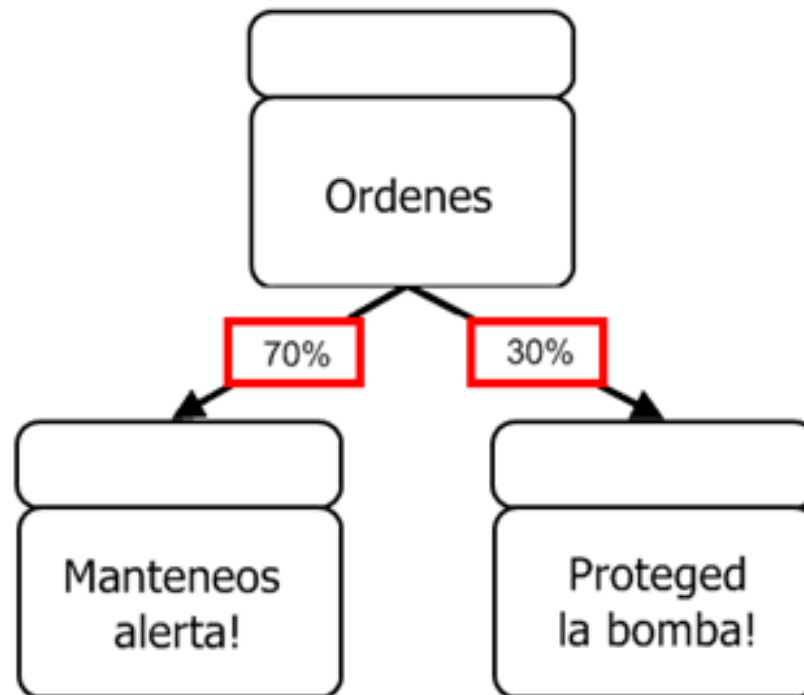 Ordenes
70%
30%
Manteneos
alerta!
Proteged
la bomba!